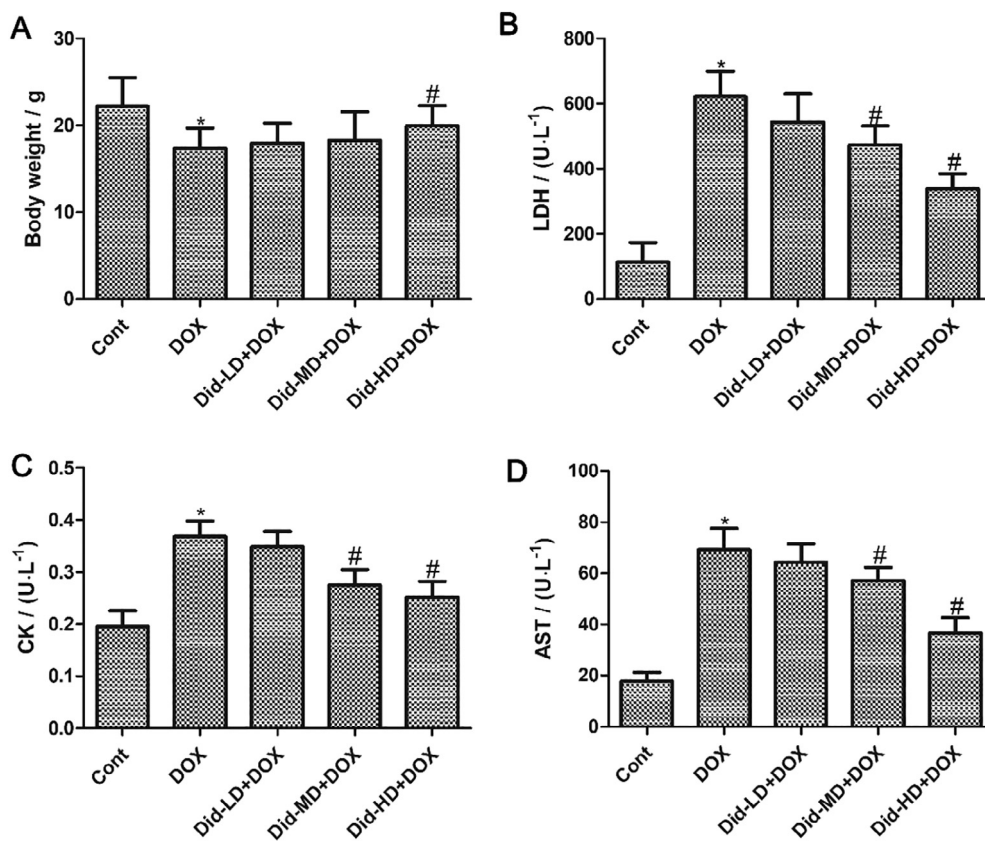 A
Body weight / g
30
20
10
0
*
#
Cont
DOX
Did-LD+DOX
Did-MD+DOX
Did-HD+DOX
B
LDH / (U·L⁻¹)
800
600
400
200
0
*
#
#
Cont
DOX
Did-LD+DOX
Did-MD+DOX
Did-HD+DOX
C
CK / (U·L⁻¹)
0.5
0.4
0.3
0.2
0.1
0.0
*
#
#
Cont
DOX
Did-LD+DOX
Did-MD+DOX
Did-HD+DOX
D
AST / (U·L⁻¹)
100
80
60
40
20
0
*
#
#
Cont
DOX
Did-LD+DOX
Did-MD+DOX
Did-HD+DOX